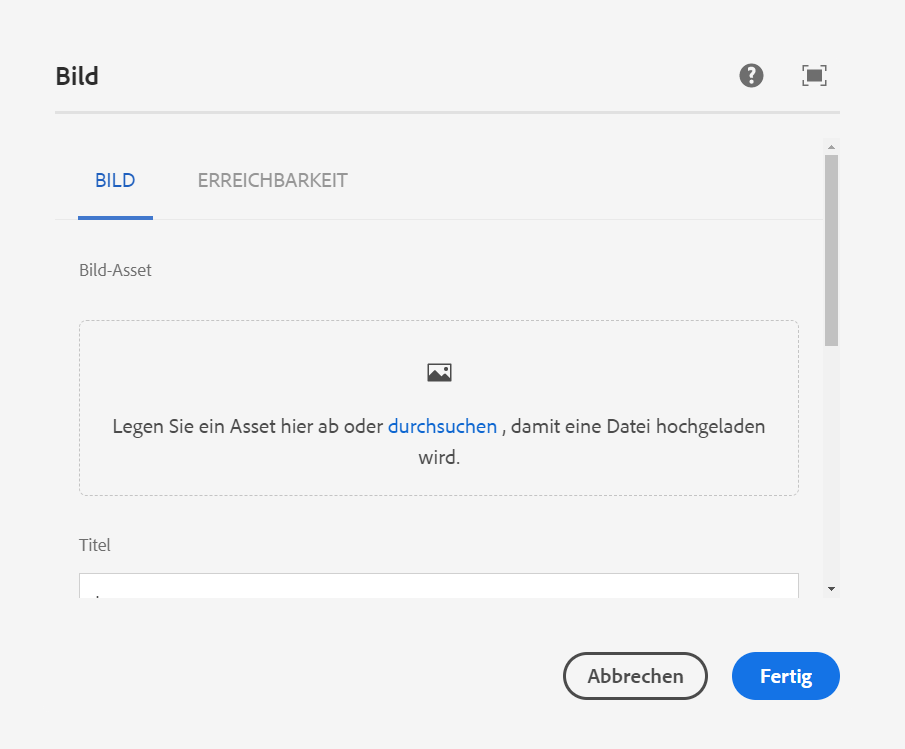 Bild
BILD
ERREICHBARKEIT
Bild-Asset
Legen Sie ein Asset hier ab oder durchsuchen , damit eine Datei hochgeladen
wird.
Titel
Abbrechen
Fertig